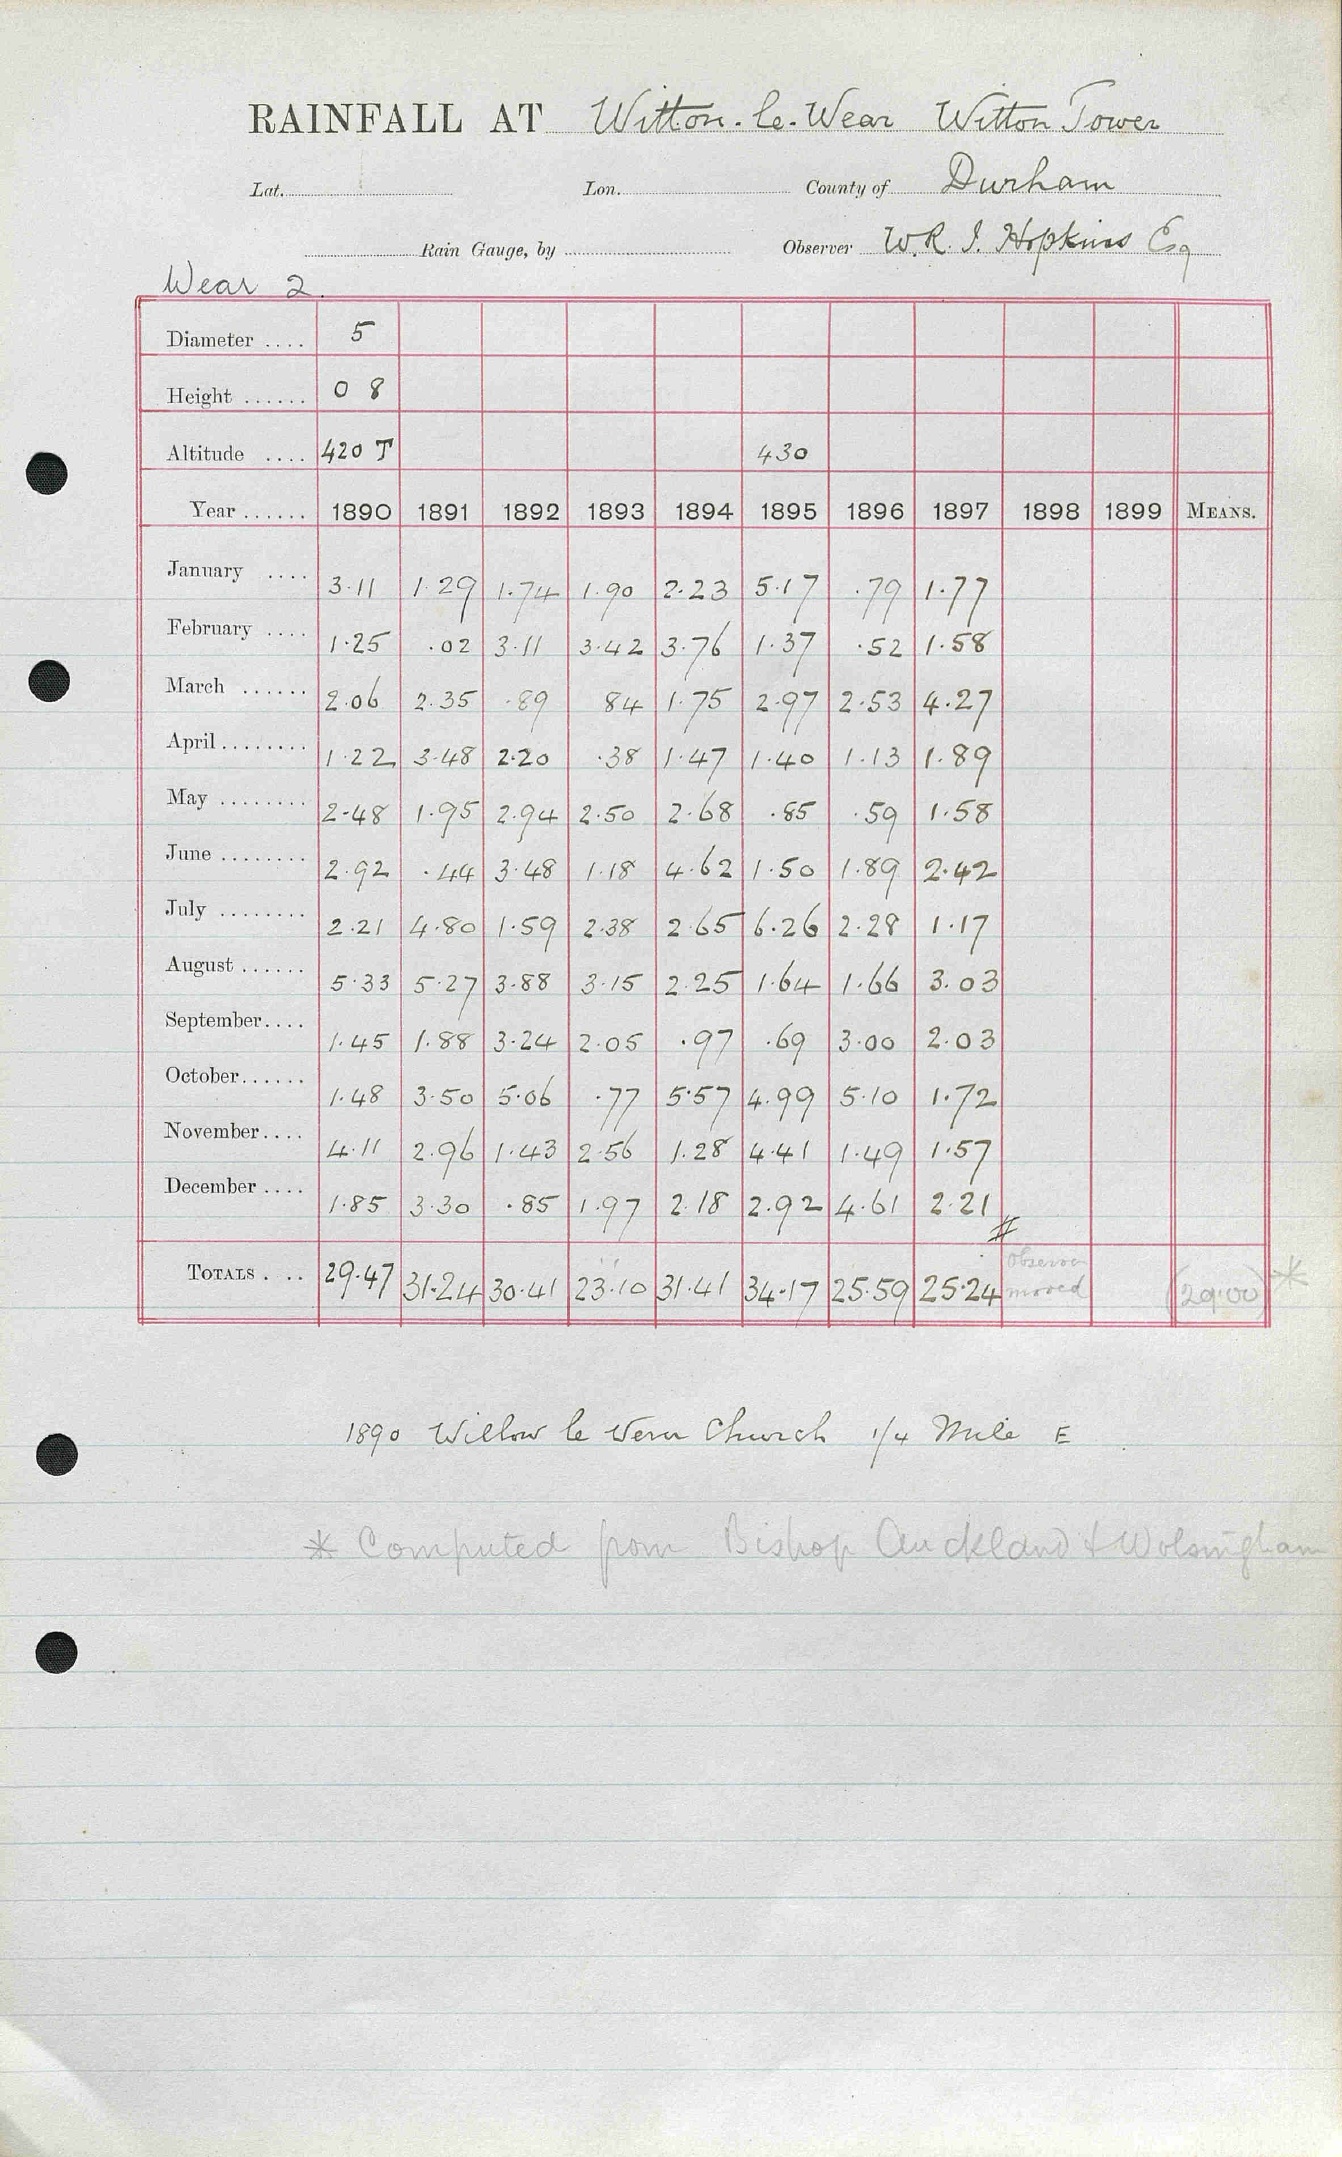 RAINFALL AT Witton-le-Wear Witton Tower
Lat. Lon. County of Durham
Rain Gauge, by Observer W. R. I. Hopkins Esq
Wear 2.
Diameter .... 5
Height ...... 0 8
Altitude .... 420 T 430
Year ...... 1890 1891 1892 1893 1894 1895 1896 1897 1898 1899 MEANS.
January .... 3.11 1.29 1.74 1.90 2.23 5.17 .79 1.77
February .... 1.25 .02 3.11 3.42 3.76 1.37 .52 1.58
March ...... 2.06 2.35 .89 84 1.75 2.97 2.53 4.27
April ........ 1.22 3.48 2.20 .38 1.47 1.40 1.13 1.89
May ........ 2.48 1.95 2.94 2.50 2.68 .85 .59 1.58
June ........ 2.92 .44 3.48 1.18 4.62 1.50 1.89 2.42
July ........ 2.21 4.80 1.59 2.38 2.65 6.26 2.28 1.17
August ...... 5.33 5.27 3.88 3.15 2.25 1.64 1.66 3.03
September .... 1.45 1.88 3.24 2.05 .97 .69 3.00 2.03
October ...... 1.48 3.50 5.06 .77 5.57 4.99 5.10 1.72
November .... 4.11 2.96 1.43 2.56 1.28 4.41 1.49 1.57
December .... 1.85 3.30 .85 1.97 2.18 2.92 4.61 2.21
TOTALS . .. 29.47 31.24 30.41 23.10 31.41 34.17 25.59 25.24 Observer moved (29.00) *
1890 Willow le Wear Church 1/4 Mile E
* Computed from Bishop Auckland & Wolsingham